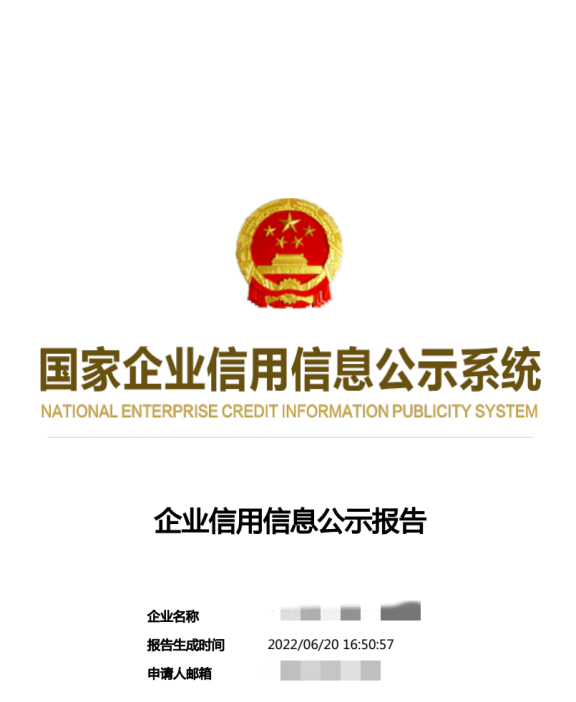 国家企业信用信息公示系统
NATIONAL ENTERPRISE CREDIT INFORMATION PUBLICITY SYSTEM
企业信用信息公示报告
企业名称
报告生成时间 2022/06/20 16:50:57
申请人邮箱